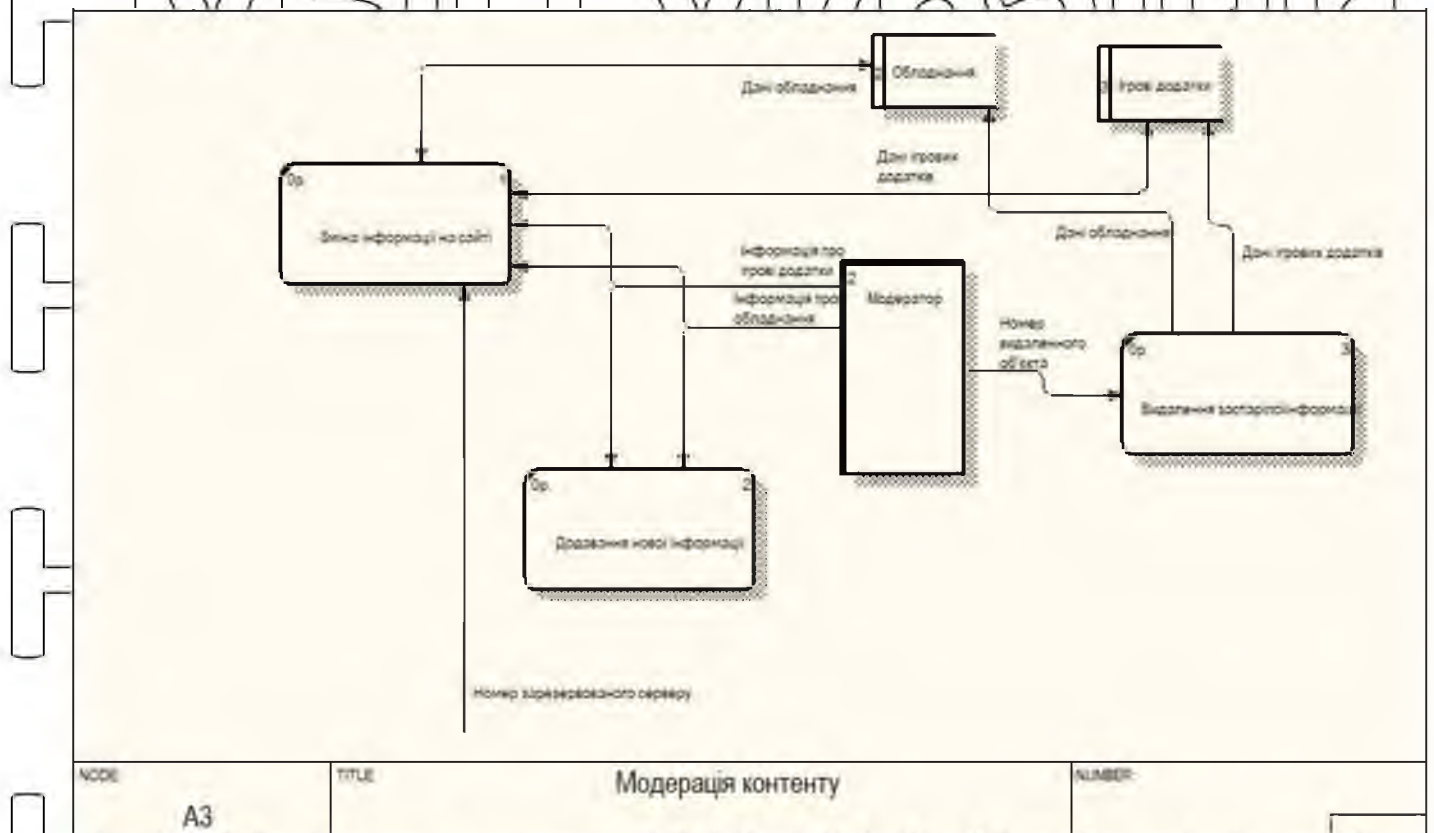 Обладнання
Ігрові додатки
3
Дані обладнання
Дані ігрових
додатків
0р.
1
Зміна інформації на сайті
Дані обладнання
Дані ігрових додатків
Інформація про
ігрові додатки
Інформація про
обладнання
2
Модератор
Номер
видаленного
об'єкта
0р.
3
Видалення застарілої інформації
0р.
2
Додавання нової інформації
Номер зарезервованого серверу
NODE:
TITLE:
Модерація контенту
NUMBER:
A3